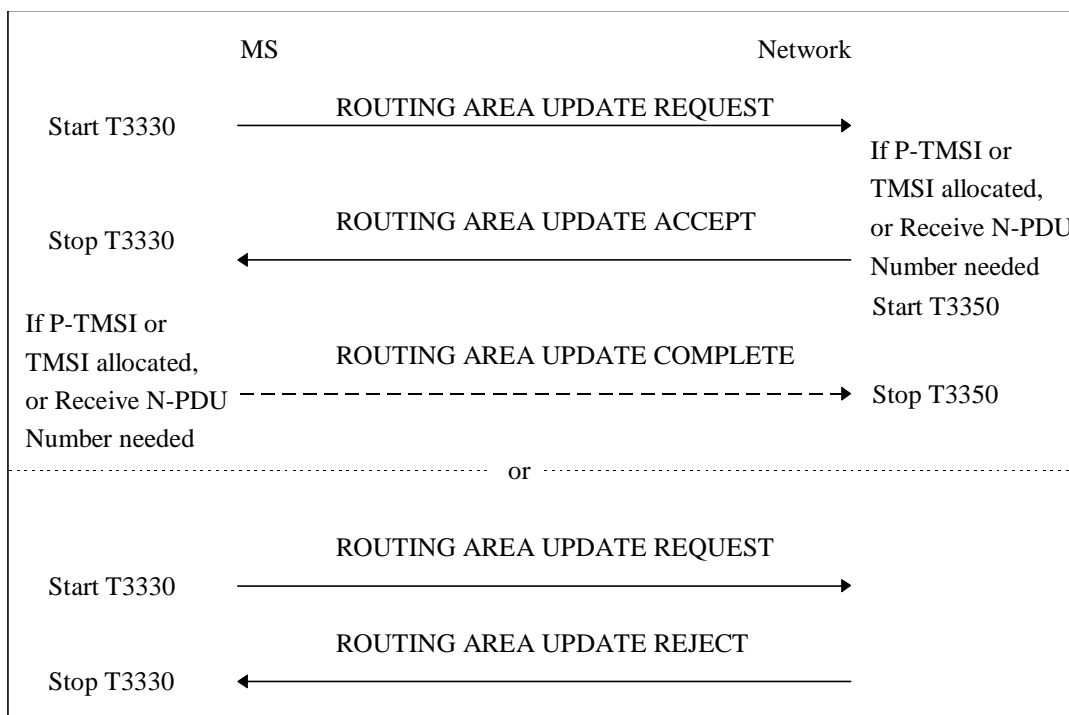 MS
Network
ROUTING AREA UPDATE REQUEST
Start T3330
If P-TMSI or
TMSI allocated,
or Receive N-PDU
Number needed
Start T3350
ROUTING AREA UPDATE ACCEPT
Stop T3330
If P-TMSI or
TMSI allocated,
or Receive N-PDU
Number needed
ROUTING AREA UPDATE COMPLETE
Stop T3350
or
ROUTING AREA UPDATE REQUEST
Start T3330
ROUTING AREA UPDATE REJECT
Stop T3330